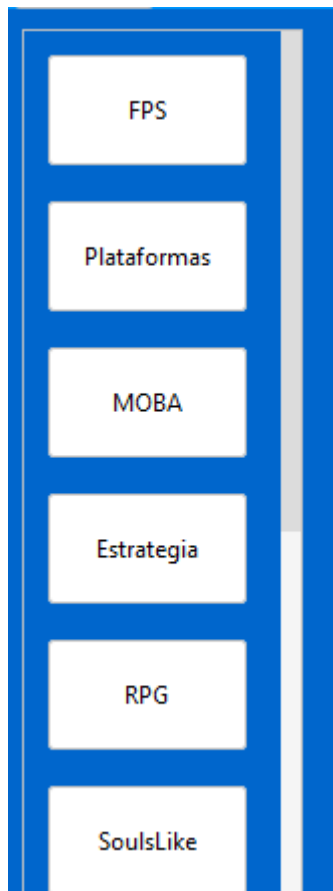 FPS
Plataformas
MOBA
Estrategia
RPG
SoulsLike